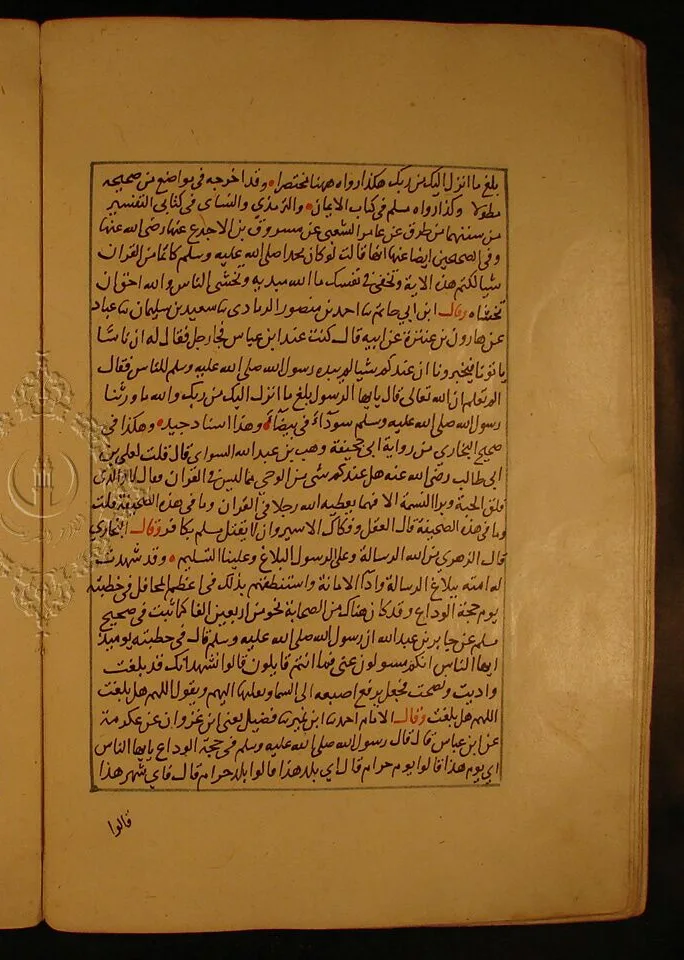 بلغ ما انزل اليك من ربك هكذا رواه ههنا مختصرا وقد اخرجه في مواضع من صحيحه
مطولا وكذا رواه مسلم في كتاب الايمان والترمذي والنساي في كتابي التفسير
من سننهما من طرق عن عامر الشعبي عن مسروق بن الاجدع عنها رضي الله عنها
وفي الصحيحين ايضا عنها انها قالت لو كان محمدا صلى الله عليه وسلم كاتما من القران
شيا لكتم هذه الاية وتخفي في نفسك ما الله مبديه وتخشى الناس والله احق ان
تخشاه وقال ابن ابي حاتم ثنا احمد بن منصور الرمادي ثنا سعيد بن سليمان ثنا عباد
عن هارون بن عنترة عن ابيه قال كنت عند ابن عباس فجا رجل فقال له ان ناسا
ياتونا فيخبرونا ان عندكم شيا لم يبده رسول الله صلى الله عليه وسلم للناس فقال
الم تعلم ان الله تعالى قال يايها الرسول بلغ ما انزل اليك من ربك والله ما ورثنا
رسول الله صلى الله عليه وسلم سودآء في بيضآء وهذا اسناد جيد وهكذا في
صحيح البخاري من رواية ابي جحيفة وهب بن عبد الله السواي قال قلت لعلي بن
ابي طالب رضي الله عنه هل عندكم شي من الوحي مما ليس في القران فقال لا والذي
فلق الحبة وبرا النسمة الا فهما يعطيه الله رجلا في القران وما في هذه الصحيفة قلت
وما في هذه الصحيفة قال العقل وفكاك الاسير وان لا يقتل مسلم بكافر وقال البخاري
قال الزهري من الله الرسالة وعلى الرسول البلاغ وعلينا التسليم وقد شهدت
له امته ببلاغ الرسالة وادآ الامانة واستنطقهم بذلك في اعظم المحافل في خطبته
يوم حجة الوداع وقد كان هناك من الصحابة نحو من اربعين الفا كما ثبت في صحيح
مسلم عن جابر بن عبد الله ان رسول الله صلى الله عليه وسلم قال في خطبته يوميذ
ايها الناس انكم مسولون عني فما انتم قايلون قالوا نشهد انك قد بلغت
واديت ونصحت فجعل يرفع اصبعه الى السما ويقلبها اليهم ويقول اللهم هل بلغت
اللهم هل بلغت وقال الامام احمد ثنا ابن نمير ثنا فضيل يعني ابن غزوان عن عكرمة
عن ابن عباس قال قال رسول الله صلى الله عليه وسلم في حجة الوداع يايها الناس
اي يوم هذا قالوا يوم حرام قال اي بلد هذا قالوا بلد حرام قال فاي شهر هذا
قالوا